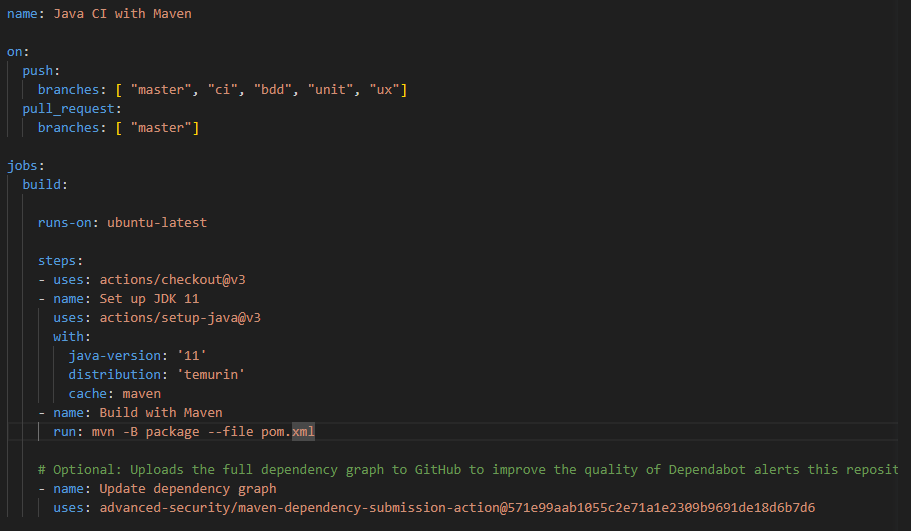 name: Java CI with Maven
on:
push:
branches: [ "master", "ci", "bdd", "unit", "ux"]
pull_request:
branches: [ "master"]
jobs:
build:
runs-on: ubuntu-latest
steps:
- uses: actions/checkout@v3
- name: Set up JDK 11
uses: actions/setup-java@v3
with:
java-version: '11'
distribution: 'temurin'
cache: maven
- name: Build with Maven
run: mvn -B package --file pom.xml
# Optional: Uploads the full dependency graph to GitHub to improve the quality of Dependabot alerts this reposit
- name: Update dependency graph
uses: advanced-security/maven-dependency-submission-action@571e99aab1055c2e71a1e2309b9691de18d6b7d6